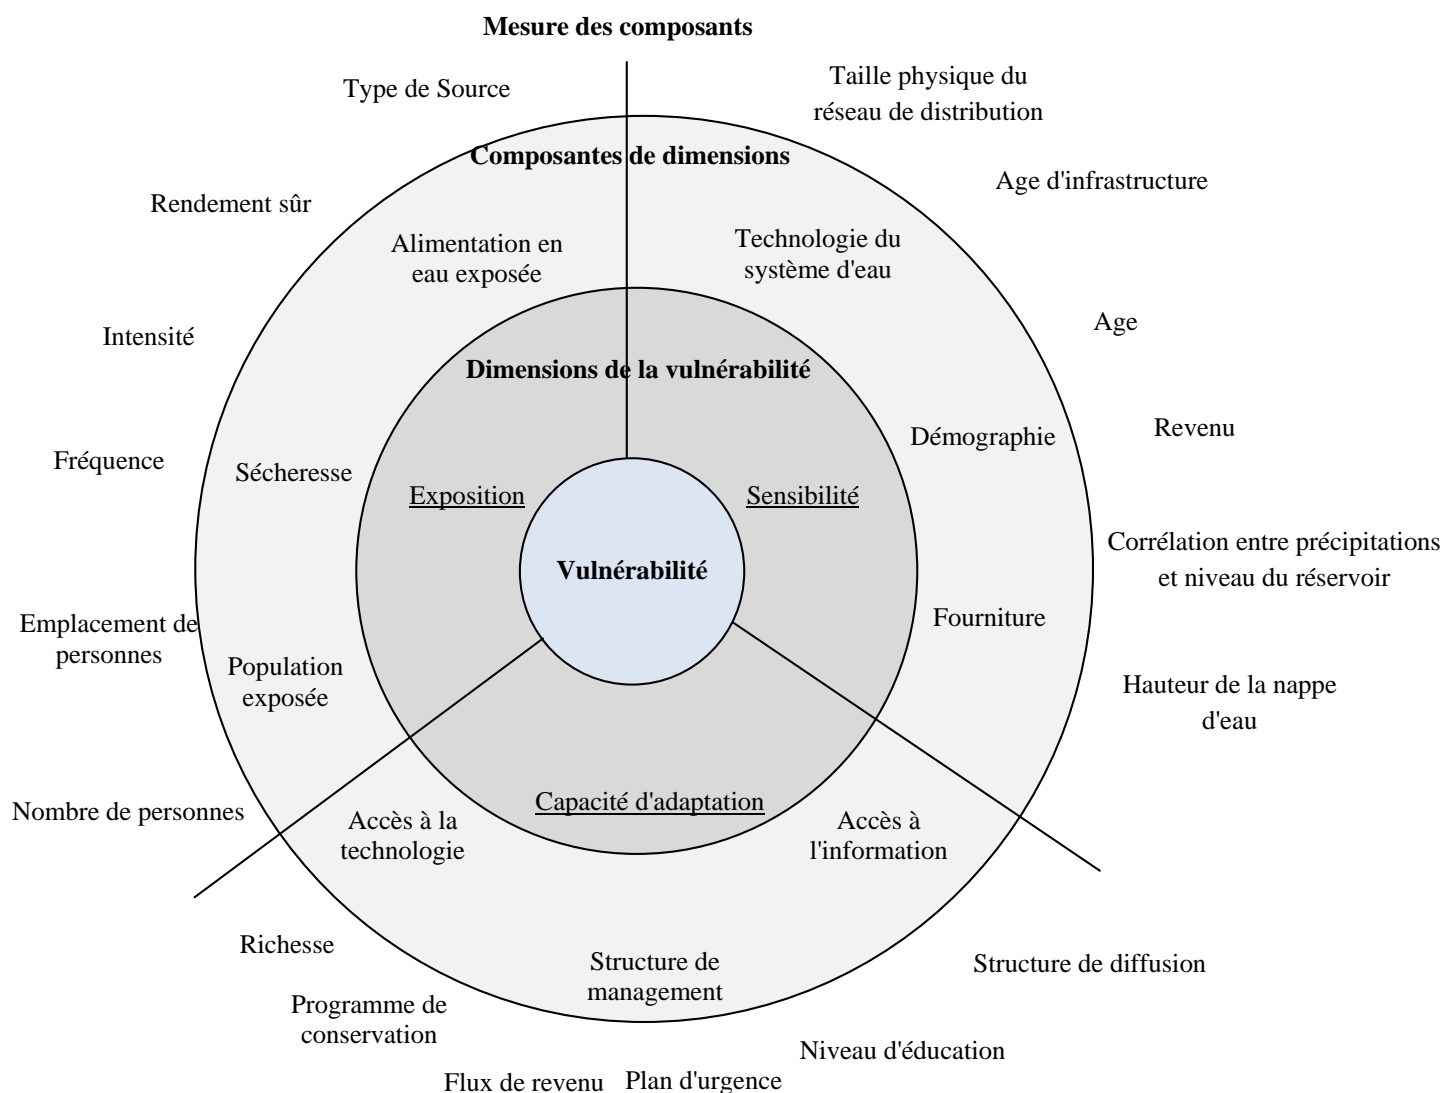 Mesure des composants
Type de Source
Taille physique du
réseau de distribution
Composantes de dimensions
Age d'infrastructure
Rendement sûr
Alimentation en
eau exposée
Technologie du
système d'eau
Intensité
Age
Dimensions de la vulnérabilité
Fréquence
Sécheresse
Exposition
Sensibilité
Démographie
Revenu
Vulnérabilité
Corrélation entre précipitations
et niveau du réservoir
Emplacement de
personnes
Population
exposée
Fourniture
Hauteur de la nappe
d'eau
Nombre de personnes
Accès à la
technologie
Capacité d'adaptation
Accès à
l'information
Richesse
Structure de
management
Structure de diffusion
Programme de
conservation
Niveau d'éducation
Flux de revenu
Plan d'urgence